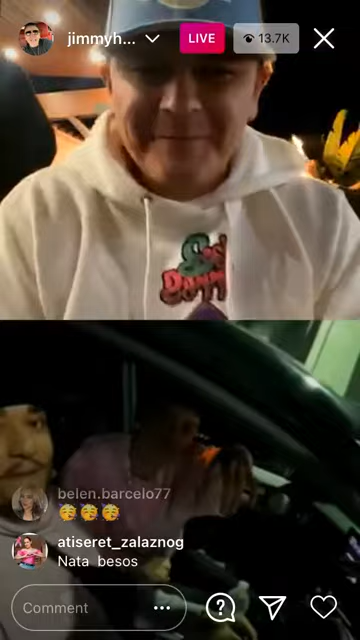 jimmyh...
LIVE
13.7K
belen.barcelo77
🥳🥳🥳
atiseret_zalaznog
Nata besos
Comment